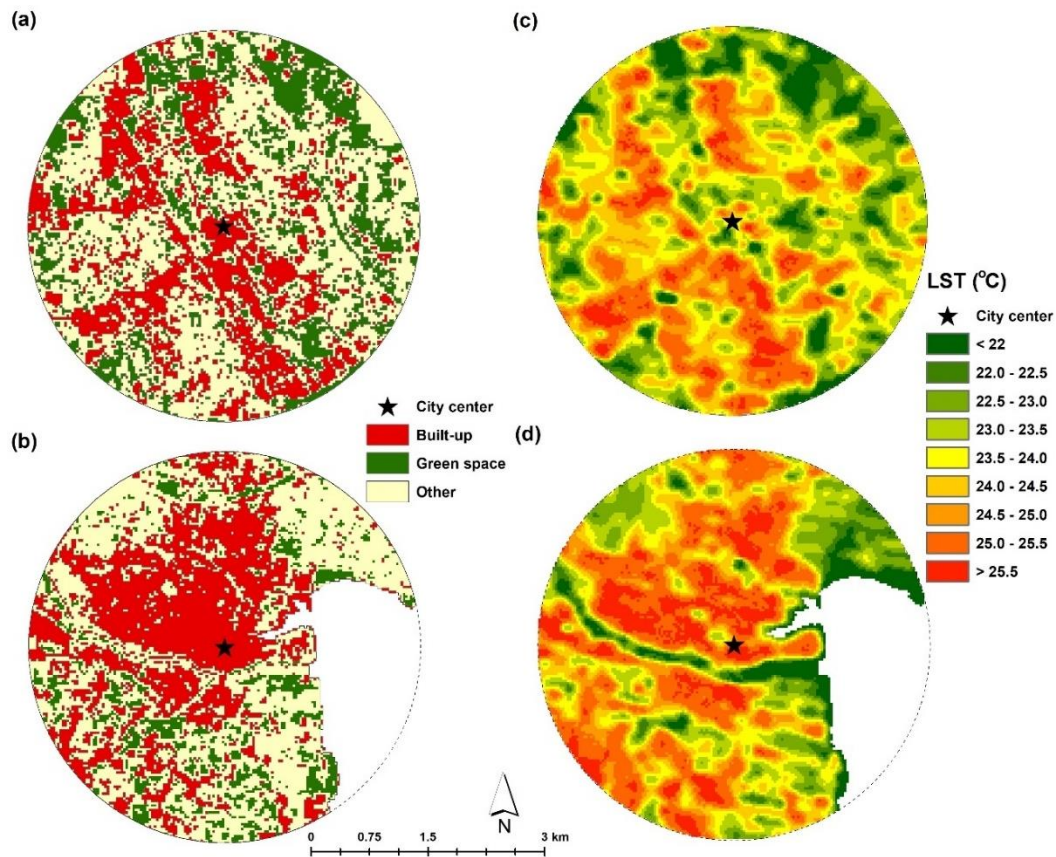 (a)
(c)
City center
Built-up
Green space
Other
LST (°C)
City center
< 22
22.0 - 22.5
22.5 - 23.0
23.0 - 23.5
23.5 - 24.0
24.0 - 24.5
24.5 - 25.0
25.0 - 25.5
> 25.5
(b)
(d)
N
0 0.75 1.5 3 km